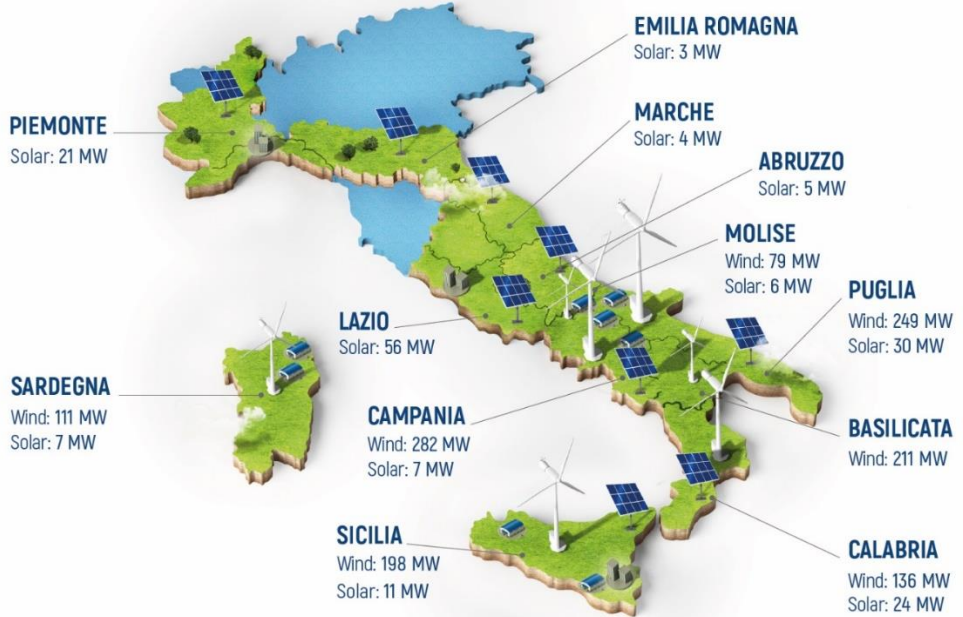 EMILIA ROMAGNA
Solar: 3 MW
PIEMONTE
Solar: 21 MW
MARCHE
Solar: 4 MW
ABRUZZO
Solar: 5 MW
MOLISE
Wind: 79 MW
Solar: 6 MW
PUGLIA
Wind: 249 MW
Solar: 30 MW
LAZIO
Solar: 56 MW
SARDEGNA
Wind: 111 MW
Solar: 7 MW
CAMPANIA
Wind: 282 MW
Solar: 7 MW
BASILICATA
Wind: 211 MW
SICILIA
Wind: 198 MW
Solar: 11 MW
CALABRIA
Wind: 136 MW
Solar: 24 MW